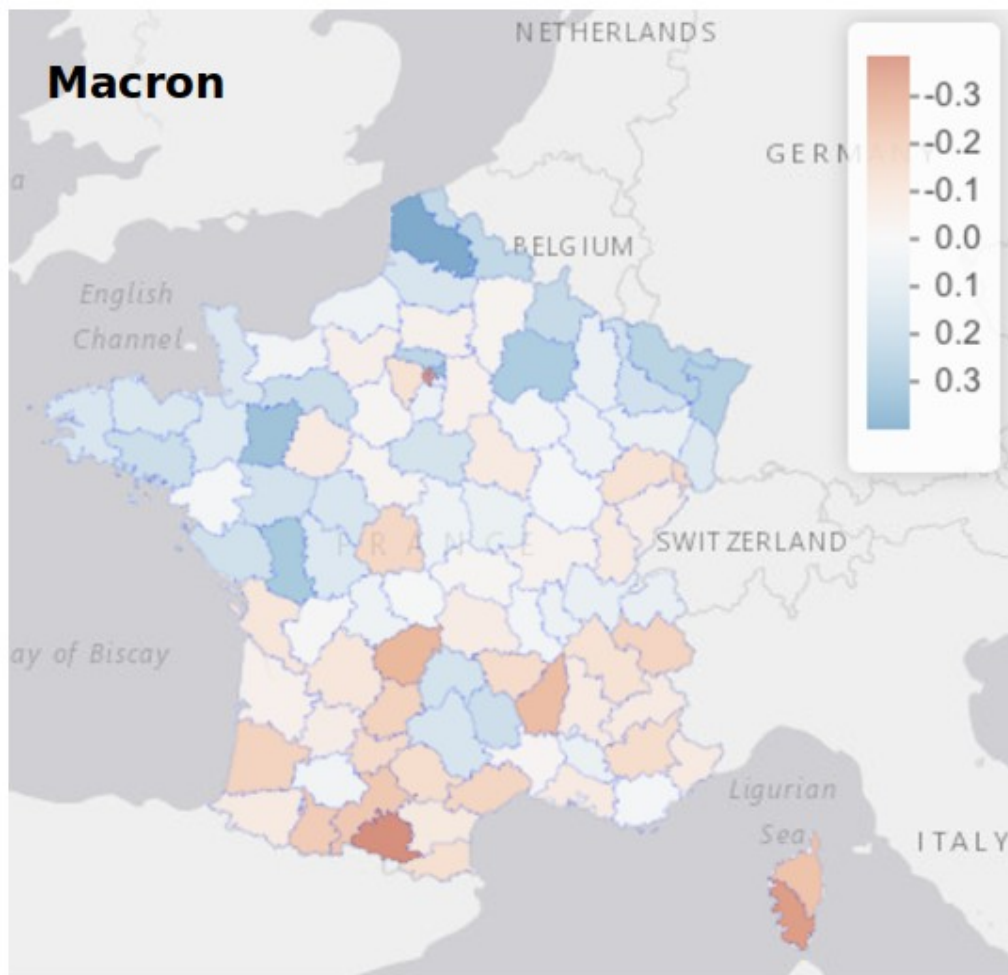 NETHERLANDS
Macron
-0.3
-0.2
GERMANY
-0.1
a
0.0
BELGIUM
English
Channel
0.1
0.2
0.3
FRANCE
SWITZERLAND
ay of Biscay
Ligurian
Sea
ITALY